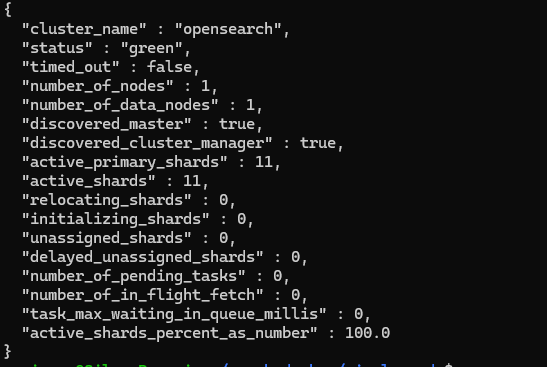 {
  "cluster_name" : "opensearch",
  "status" : "green",
  "timed_out" : false,
  "number_of_nodes" : 1,
  "number_of_data_nodes" : 1,
  "discovered_master" : true,
  "discovered_cluster_manager" : true,
  "active_primary_shards" : 11,
  "active_shards" : 11,
  "relocating_shards" : 0,
  "initializing_shards" : 0,
  "unassigned_shards" : 0,
  "delayed_unassigned_shards" : 0,
  "number_of_pending_tasks" : 0,
  "number_of_in_flight_fetch" : 0,
  "task_max_waiting_in_queue_millis" : 0,
  "active_shards_percent_as_number" : 100.0
}